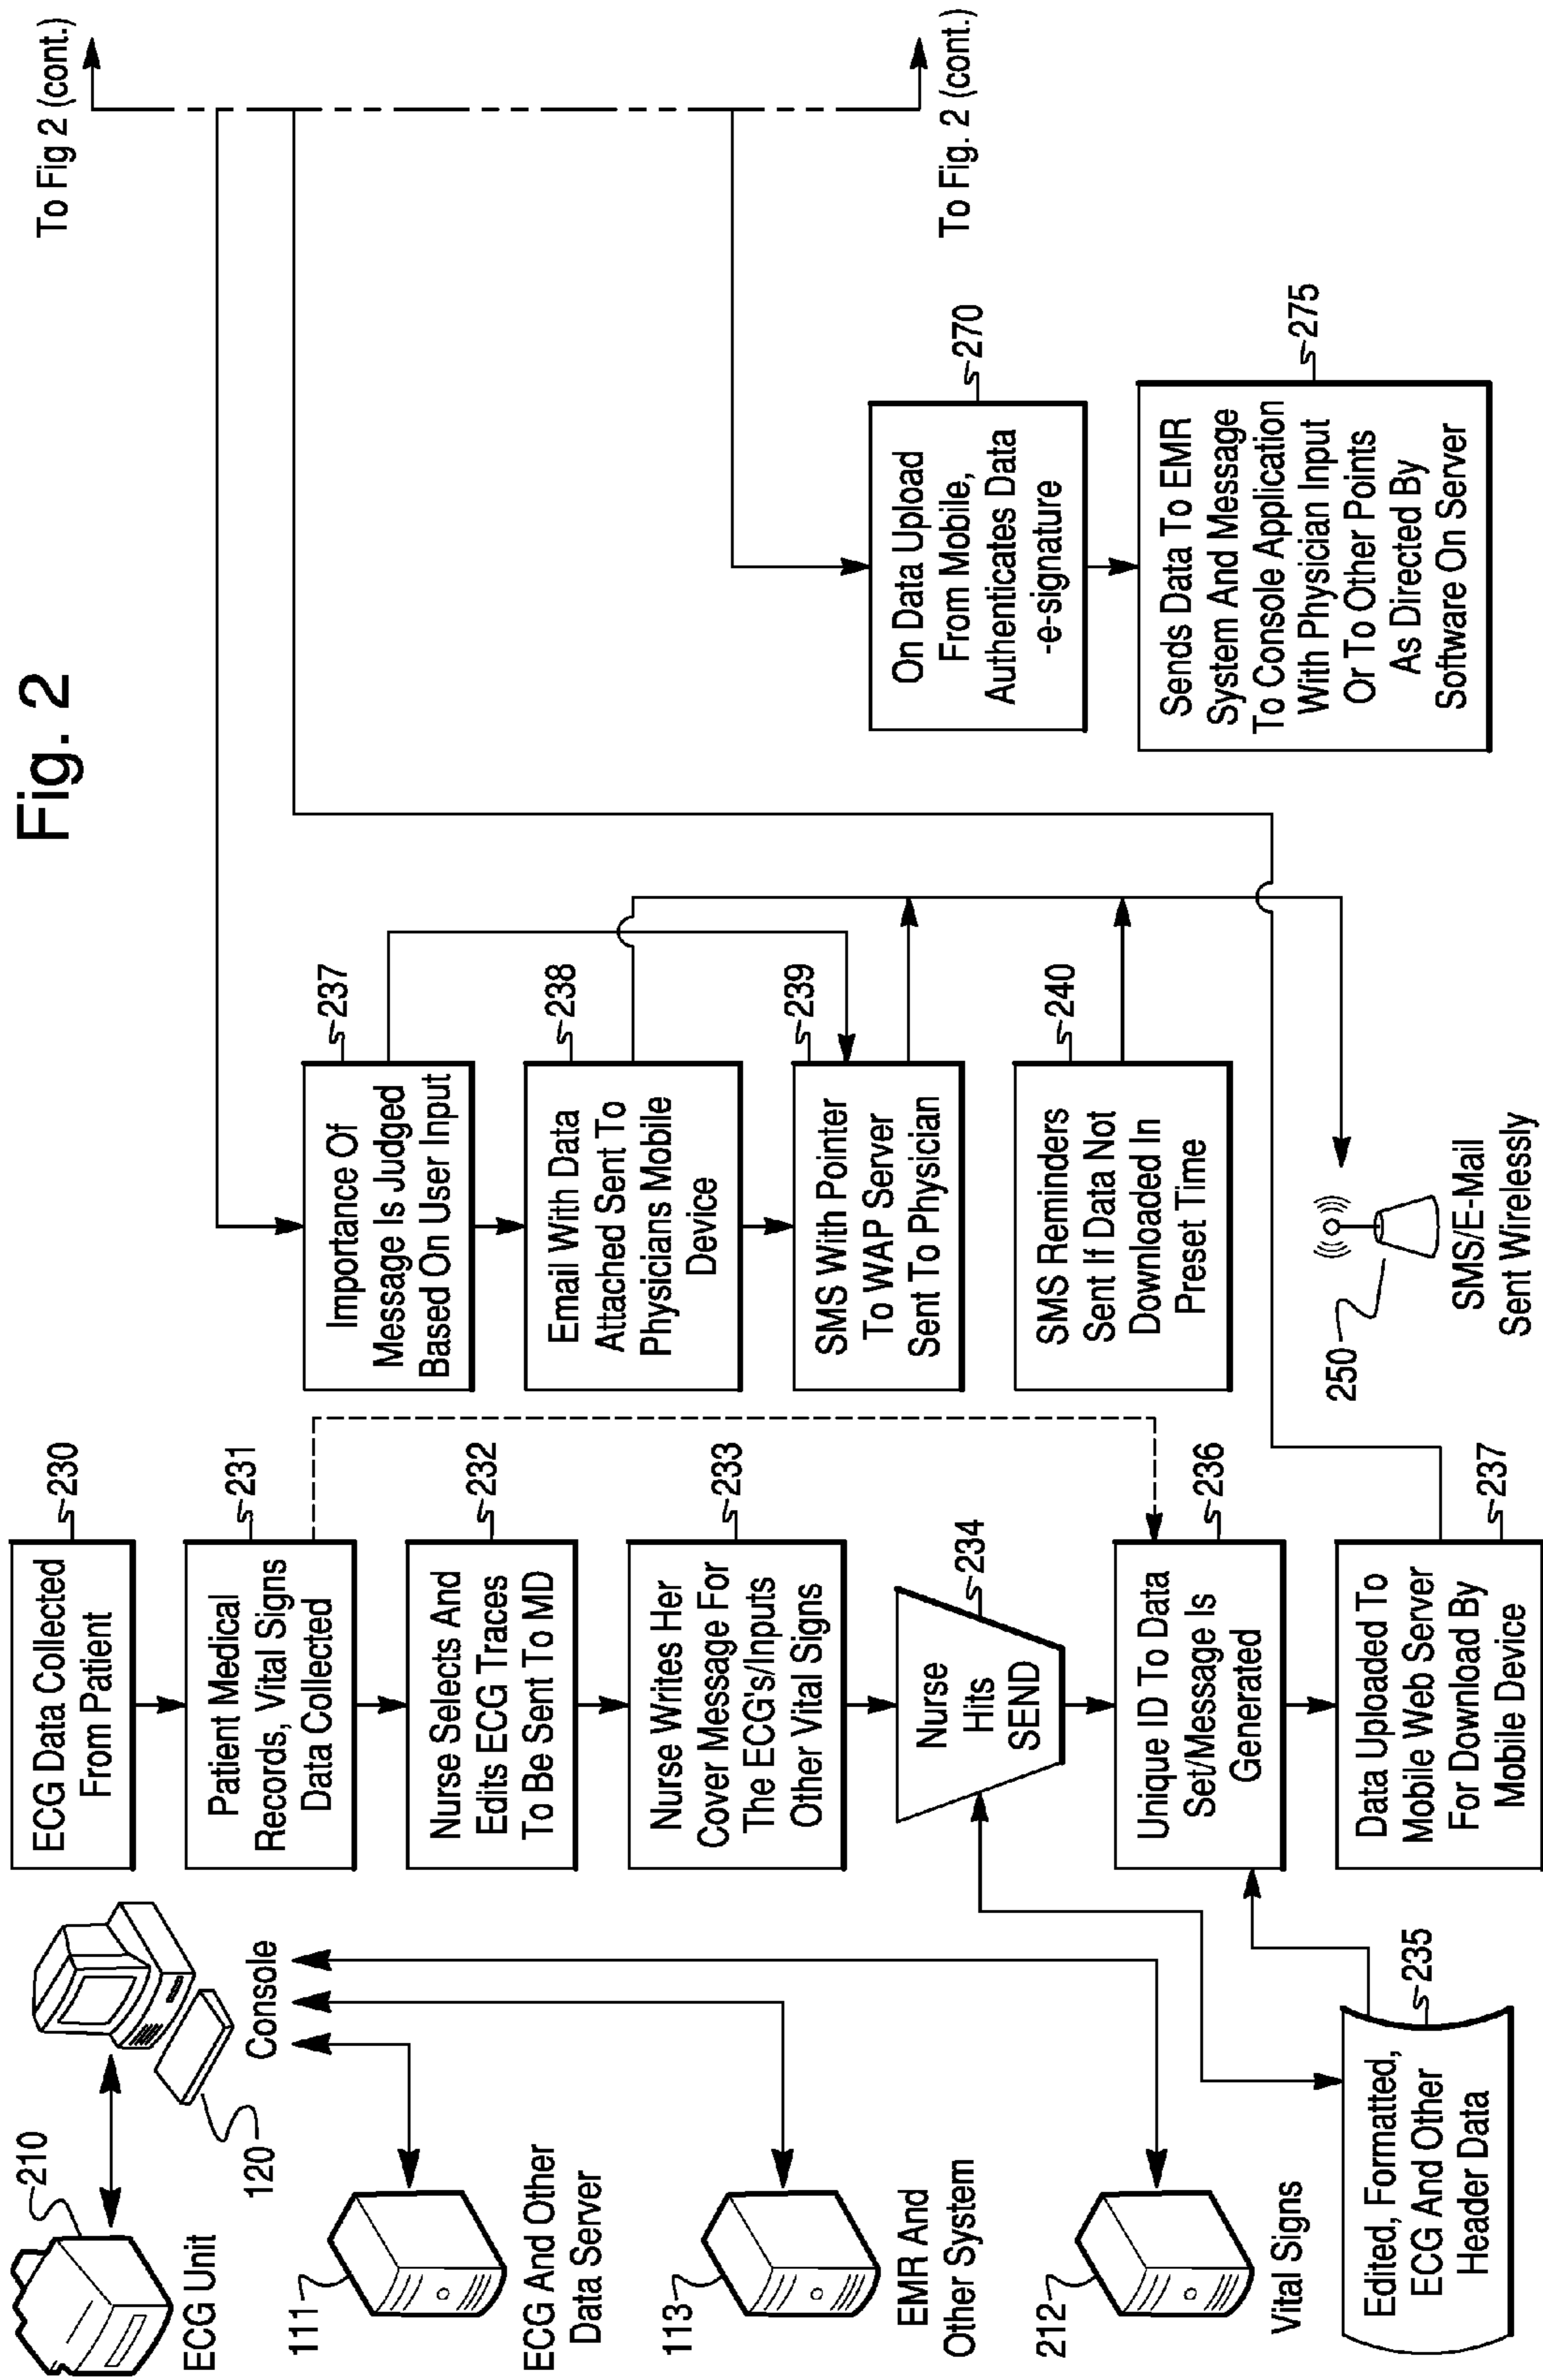 Fig. 2
210
ECG Unit
120
Console
111
ECG And Other
Data Server
113
EMR And
Other System
212
Vital Signs
Edited, Formatted,
ECG And Other
Header Data
235
ECG Data Collected
From Patient
230
Patient Medical
Records, Vital Signs
Data Collected
231
Nurse Selects And
Edits ECG Traces
To Be Sent To MD
232
Nurse Writes Her
Cover Message For
The ECG's/Inputs
Other Vital Signs
233
Nurse
Hits
SEND
234
Unique ID To Data
Set/Message Is
Generated
236
Data Uploaded To
Mobile Web Server
For Download By
Mobile Device
237
Importance Of
Message Is Judged
Based On User Input
237
Email With Data
Attached Sent To
Physicians Mobile
Device
238
SMS With Pointer
To WAP Server
Sent To Physician
239
SMS Reminders
Sent If Data Not
Downloaded In
Preset Time
240
250
SMS/E-Mail
Sent Wirelessly
On Data Upload
From Mobile,
Authenticates Data
-e-signature
270
Sends Data To EMR
System And Message
To Console Application
With Physician Input
Or To Other Points
As Directed By
Software On Server
275
To Fig 2 (cont.)
To Fig. 2 (cont.)